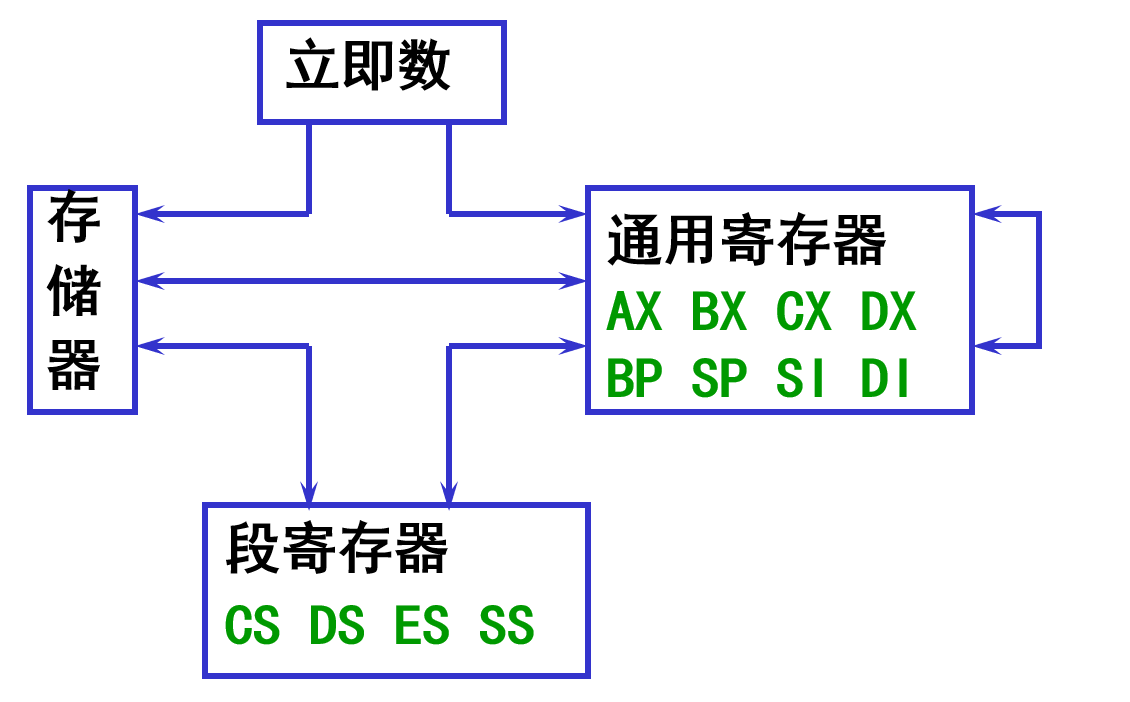 立即数
存
储
器
通用寄存器
AX BX CX DX
BP SP SI DI
段寄存器
CS DS ES SS